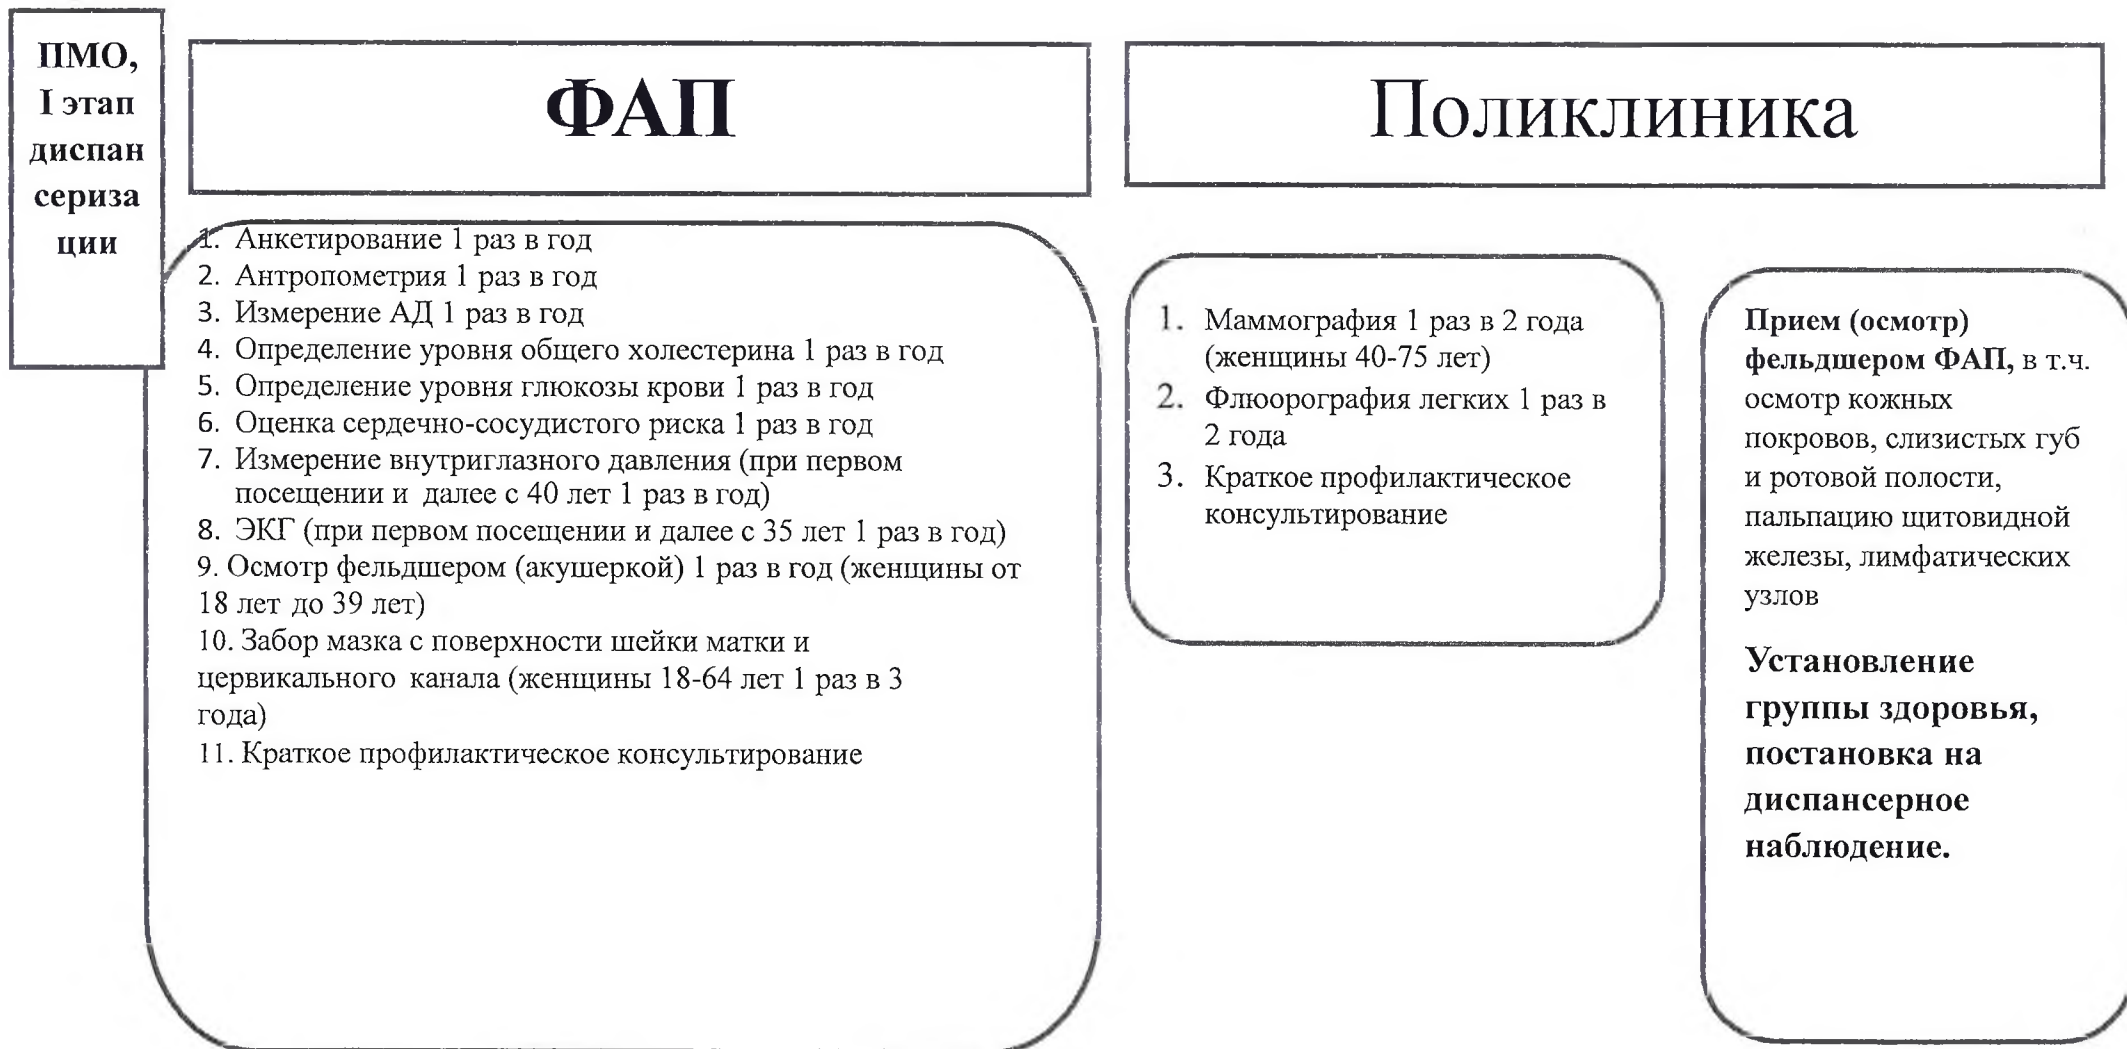 ПМО,
I этап
диспан
сериза
ции
ФАП
Поликлиника
1. Анкетирование 1 раз в год
2. Антропометрия 1 раз в год
3. Измерение АД 1 раз в год
4. Определение уровня общего холестерина 1 раз в год
5. Определение уровня глюкозы крови 1 раз в год
6. Оценка сердечно-сосудистого риска 1 раз в год
7. Измерение внутриглазного давления (при первом
посещении и далее с 40 лет 1 раз в год)
8. ЭКГ (при первом посещении и далее с 35 лет 1 раз в год)
9. Осмотр фельдшером (акушеркой) 1 раз в год (женщины от
18 лет до 39 лет)
10. Забор мазка с поверхности шейки матки и
цервикального канала (женщины 18-64 лет 1 раз в 3
года)
11. Краткое профилактическое консультирование
1. Маммография 1 раз в 2 года
(женщины 40-75 лет)
2. Флюорография легких 1 раз в
2 года
3. Краткое профилактическое
консультирование
Прием (осмотр)
фельдшером ФАП, в т.ч.
осмотр кожных
покровов, слизистых губ
и ротовой полости,
пальпацию щитовидной
железы, лимфатических
узлов
Установление
группы здоровья,
постановка на
диспансерное
наблюдение.